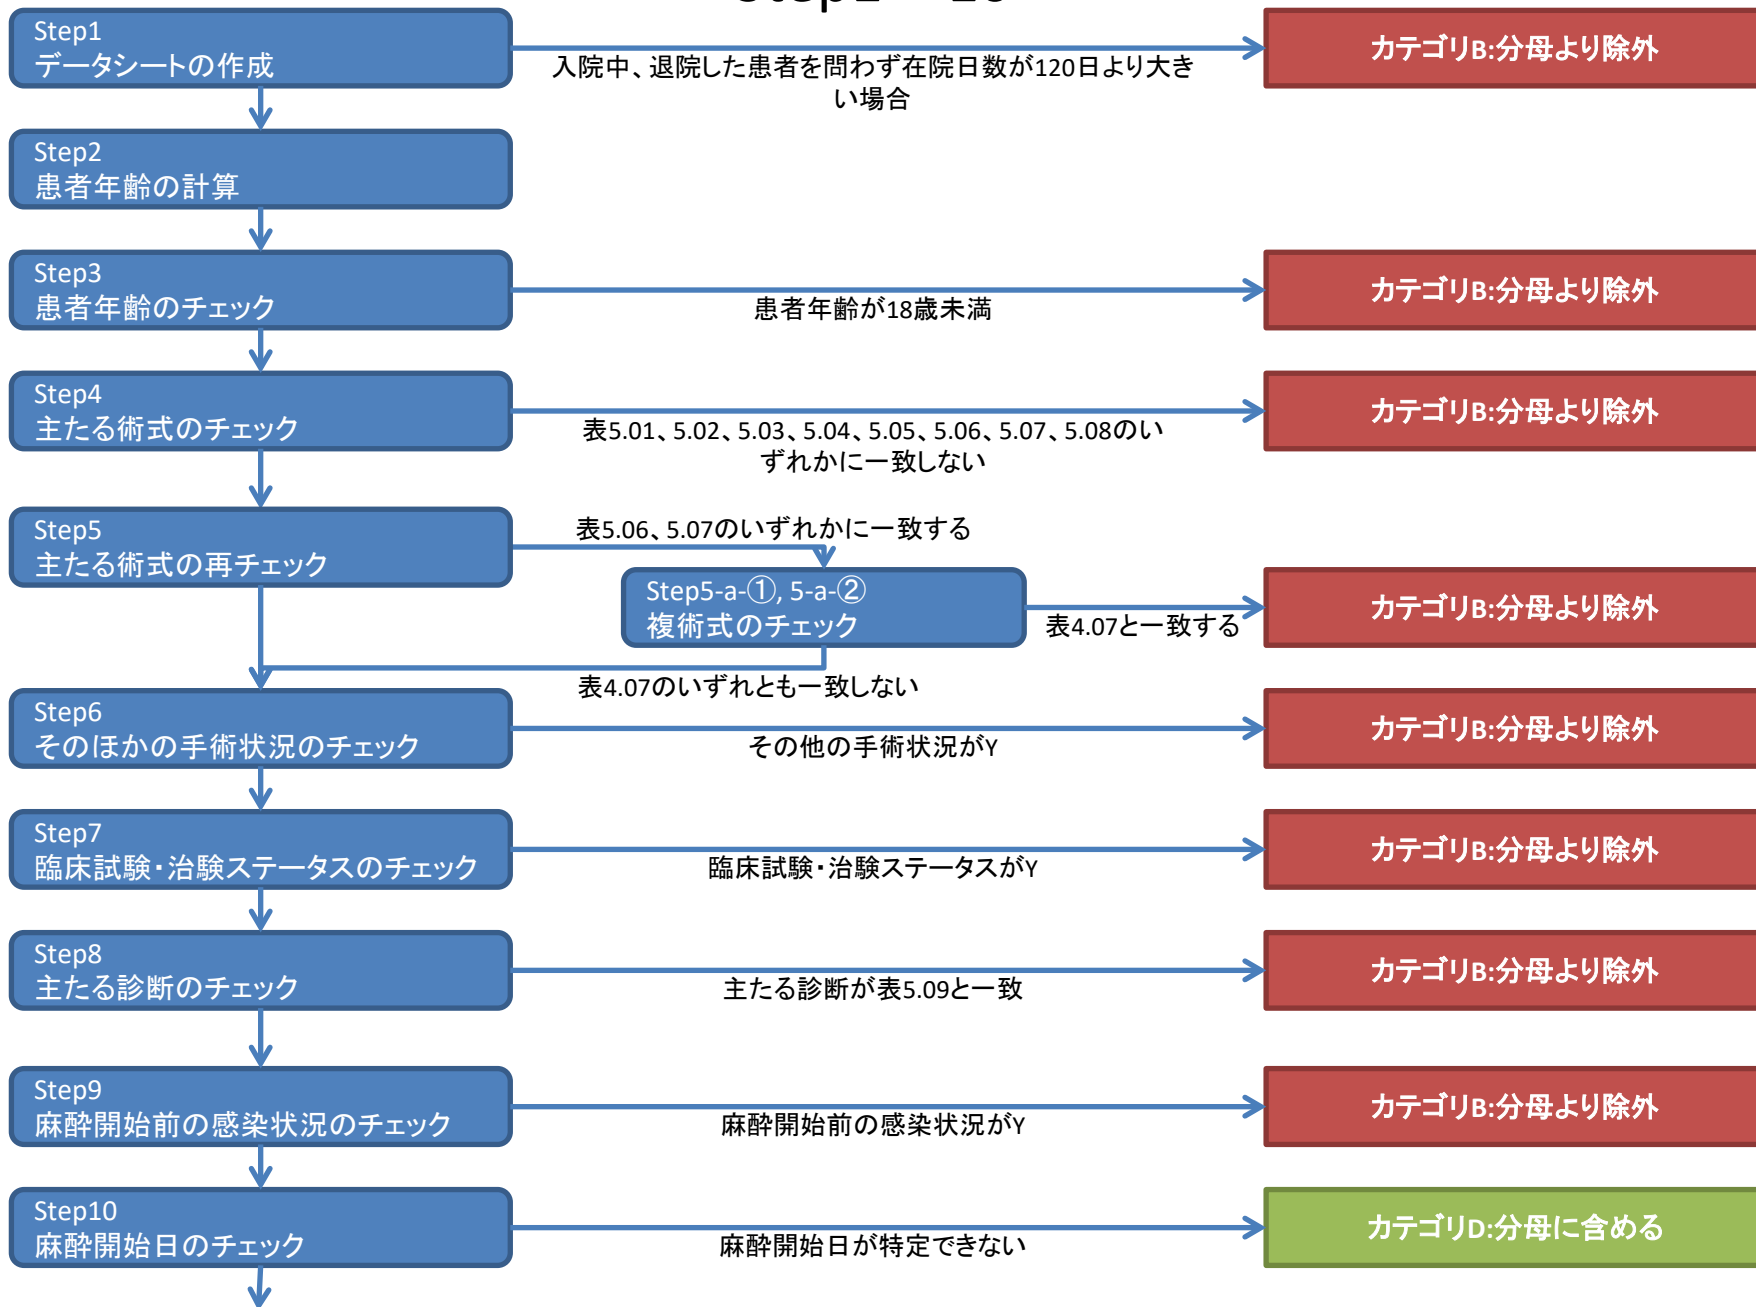 Step1
データシートの作成
入院中、退院した患者を問わず在院日数が120日より大き
い場合
カテゴリB:分母より除外
Step2
患者年齢の計算
Step3
患者年齢のチェック
患者年齢が18歳未満
カテゴリB:分母より除外
Step4
主たる術式のチェック
表5.01、5.02、5.03、5.04、5.05、5.06、5.07、5.08のい
ずれかに一致しない
カテゴリB:分母より除外
Step5
主たる術式の再チェック
表5.06、5.07のいずれかに一致する
Step5-a-①, 5-a-②
複術式のチェック
表4.07と一致する
カテゴリB:分母より除外
表4.07のいずれとも一致しない
Step6
そのほかの手術状況のチェック
その他の手術状況がY
カテゴリB:分母より除外
Step7
臨床試験・治験ステータスのチェック
臨床試験・治験ステータスがY
カテゴリB:分母より除外
Step8
主たる診断のチェック
主たる診断が表5.09と一致
カテゴリB:分母より除外
Step9
麻酔開始前の感染状況のチェック
麻酔開始前の感染状況がY
カテゴリB:分母より除外
Step10
麻酔開始日のチェック
麻酔開始日が特定できない
カテゴリD:分母に含める